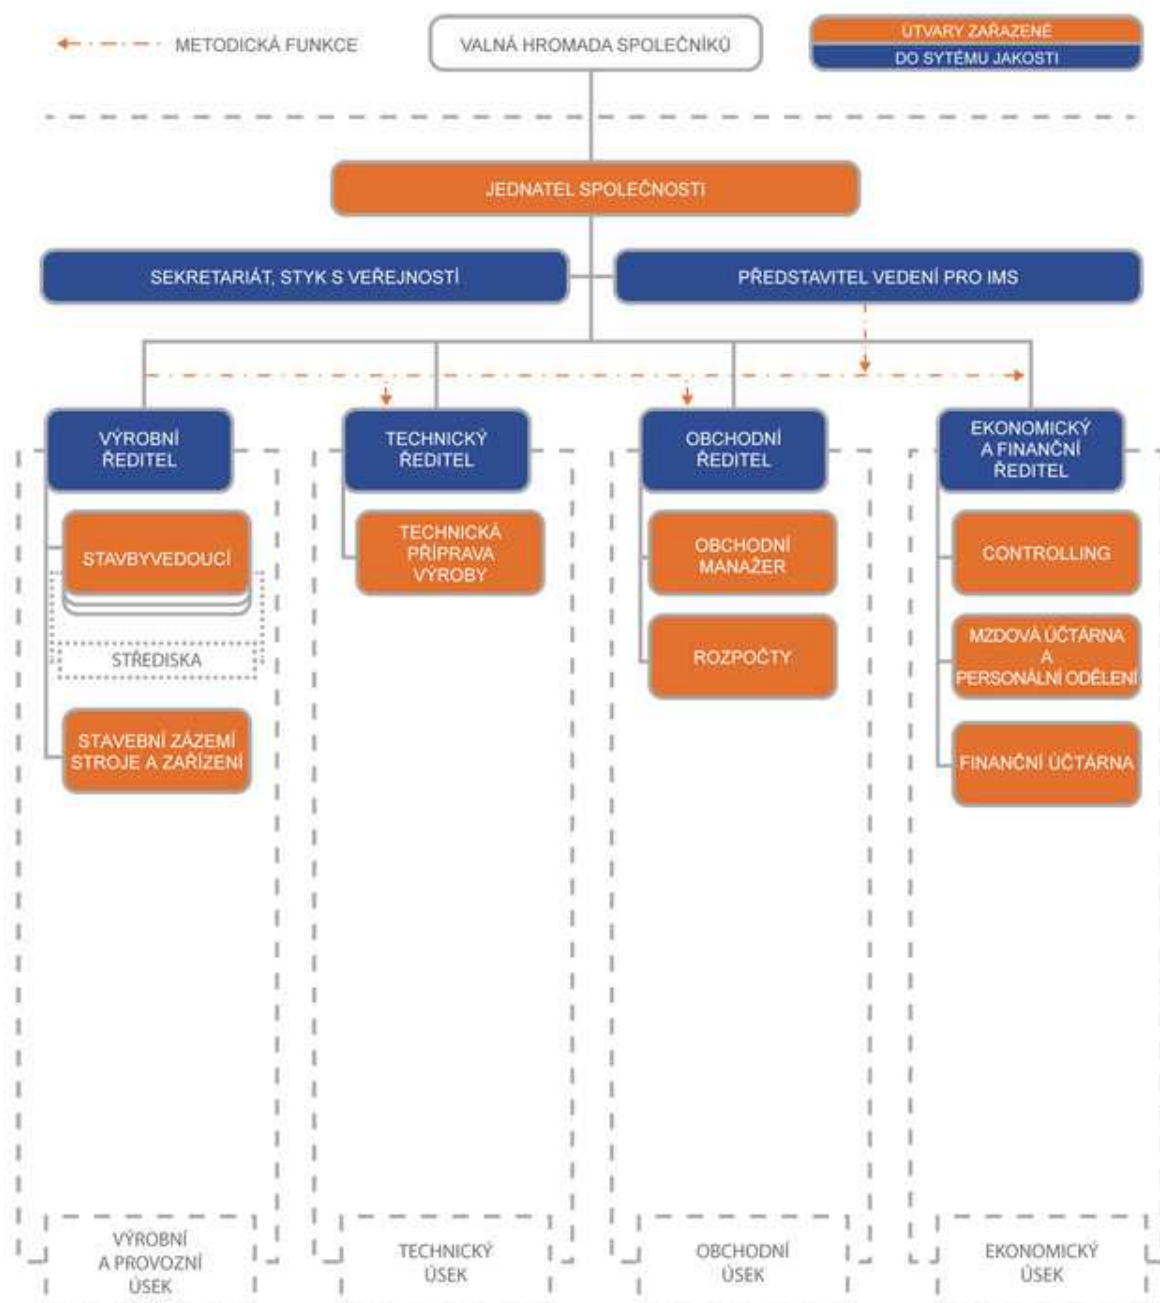 METODICKÁ FUNKCE
VALNÁ HROMADA SPOLEČNÍKŮ
ÚTVARY ZAŘAZENÉ
DO SYTÉMU JAKOSTI
JEDNATEL SPOLEČNOSTI
SEKRETARIÁT, STYK S VEŘEJNOSTÍ
PŘEDSTAVITEL VEDENÍ PRO IMS
VÝROBNÍ
ŘEDITEL
TECHNICKÝ
ŘEDITEL
OBCHODNÍ
ŘEDITEL
EKONOMICKÝ
A FINANČNÍ
ŘEDITEL
STAVBYVEDOUCÍ
STŘEDISKA
STAVEBNÍ ZÁZEMÍ
STROJE A ZAŘÍZENÍ
TECHNICKÁ
PŘÍPRAVA
VÝROBY
OBCHODNÍ
MANAŽER
ROZPOČTY
CONTROLLING
MZDOVÁ ÚČTÁRNA
A
PERSONÁLNÍ ODĚLENÍ
FINANČNÍ ÚČTÁRNA
VÝROBNÍ
A PROVOZNÍ
ÚSEK
TECHNICKÝ
ÚSEK
OBCHODNÍ
ÚSEK
EKONOMICKÝ
ÚSEK